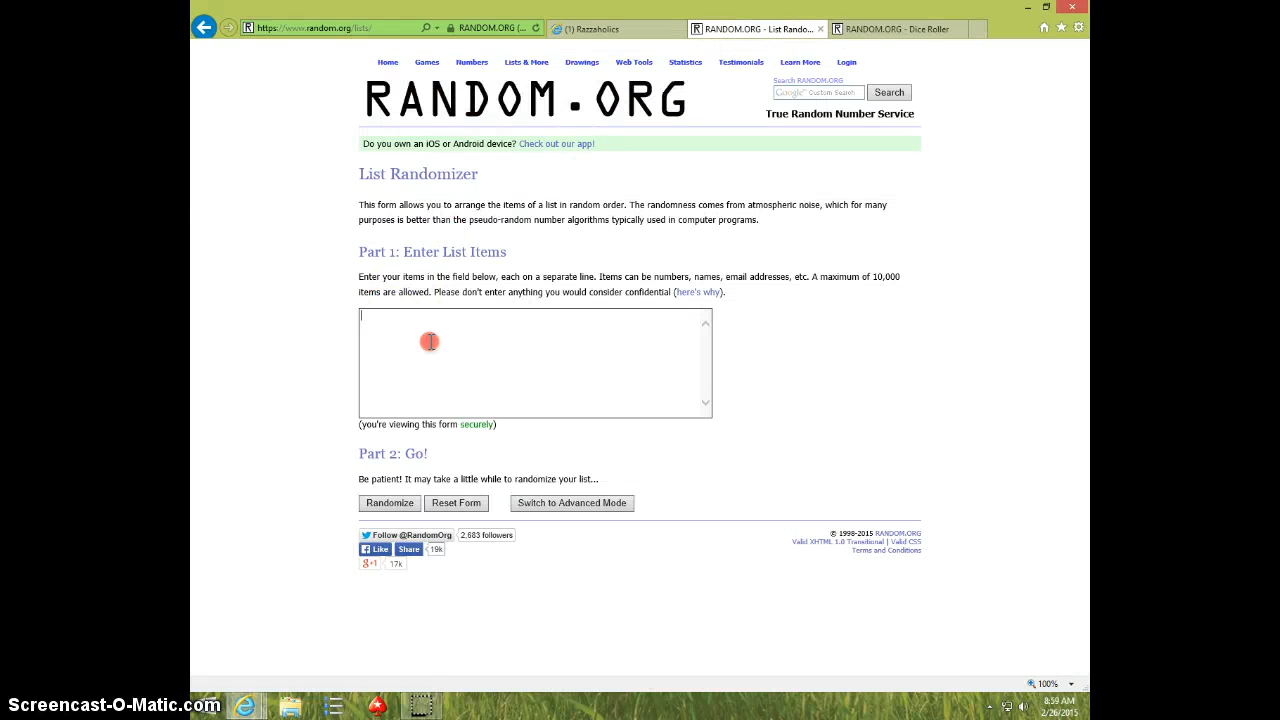 https://www.random.org/lists/
RANDOM.ORG (...
(1) Razzaholics
RANDOM.ORG - List Rando...
RANDOM.ORG - Dice Roller
Home Games Numbers Lists & More Drawings Web Tools Statistics Testimonials Learn More Login
Search RANDOM.ORG
Google Custom Search
Search
RANDOM.ORG
True Random Number Service
Do you own an iOS or Android device? Check out our app!
List Randomizer
This form allows you to arrange the items of a list in random order. The randomness comes from atmospheric noise, which for many
purposes is better than the pseudo-random number algorithms typically used in computer programs.
Part 1: Enter List Items
Enter your items in the field below, each on a separate line. Items can be numbers, names, email addresses, etc. A maximum of 10,000
items are allowed. Please don't enter anything you would consider confidential (here's why).
(you're viewing this form securely)
Part 2: Go!
Be patient! It may take a little while to randomize your list...
Randomize Reset Form Switch to Advanced Mode
Follow @RandomOrg 2,683 followers
Like Share 19k
g+1 17k
© 1998-2015 RANDOM.ORG
Valid XHTML 1.0 Transitional | Valid CSS
Terms and Conditions
100%
8:59 AM
2/26/2015
Screencast-O-Matic.com